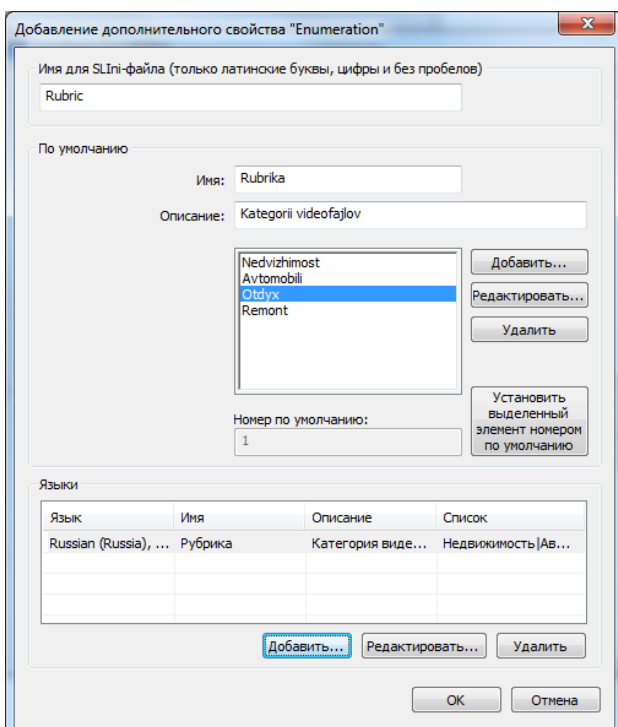 Добавление дополнительного свойства "Enumeration"
Имя для SLIni-файла (только латинские буквы, цифры и без пробелов)
Rubric
По умолчанию
Имя: Rubrika
Описание: Kategorii videofajlov
Nedvizhimost
Avtomobili
Otdyx
Remont
Добавить...
Редактировать...
Удалить
Установить
выделенный
элемент номером
по умолчанию
Номер по умолчанию:
1
Языки
Язык Имя Описание Список
Russian (Russia), ... Рубрика Категория виде... Недвижимость|Ав...
Добавить... Редактировать... Удалить
OK Отмена